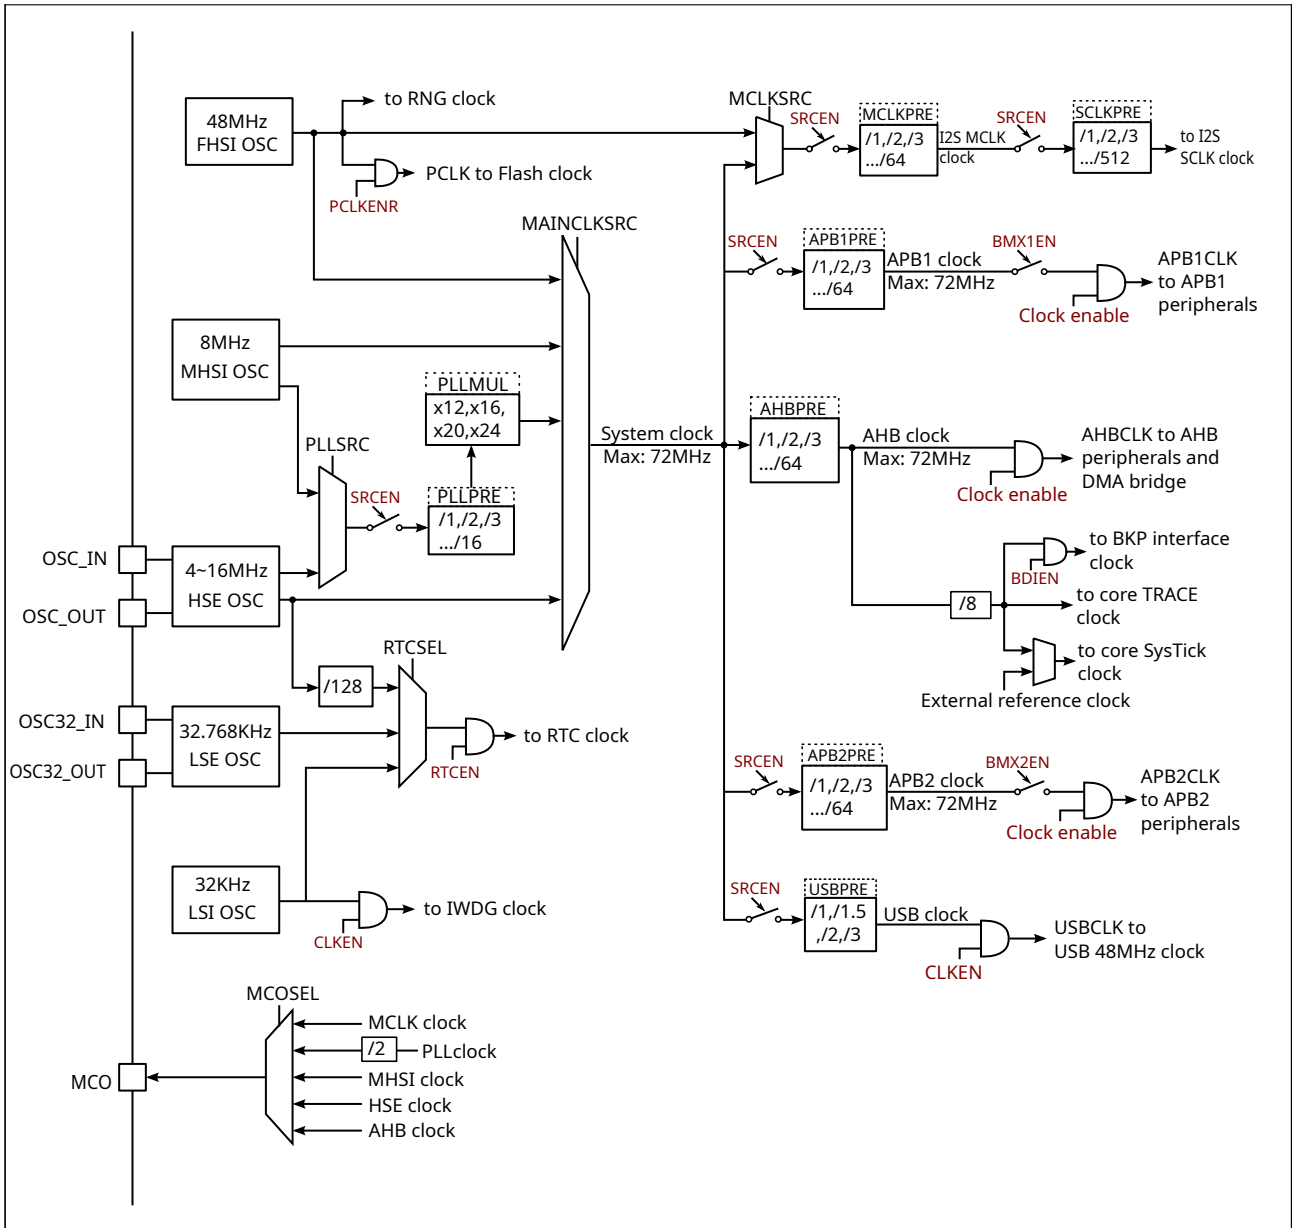 to RNG clock
48MHz
FHSI OSC
PCLK to Flash clock
PCLKENR
MCLKSRC
SRCEN
MCLKPRE
/1,/2,/3
.../64
I2S MCLK
clock
SRCEN
SCLKPRE
/1,/2,/3
.../512
to I2S
SCLK clock
MAINCLKSRC
SRCEN
APB1PRE
/1,/2,/3
.../64
APB1 clock
Max: 72MHz
BMX1EN
Clock enable
APB1CLK
to APB1
peripherals
8MHz
MHSI OSC
PLLMUL
x12,x16,
x20,x24
PLLSRC
SRCEN
PLLPRE
/1,/2,/3
.../16
System clock
Max: 72MHz
AHBPRE
/1,/2,/3
.../64
AHB clock
Max: 72MHz
Clock enable
AHBCLK to AHB
peripherals and
DMA bridge
OSC_IN
OSC_OUT
4~16MHz
HSE OSC
to BKP interface
clock
BDIEN
/8
to core TRACE
clock
to core SysTick
clock
External reference clock
RTCSEL
/128
OSC32_IN
OSC32_OUT
32.768KHz
LSE OSC
RTCEN
to RTC clock
SRCEN
APB2PRE
/1,/2,/3
.../64
APB2 clock
Max: 72MHz
BMX2EN
Clock enable
APB2CLK
to APB2
peripherals
32KHz
LSI OSC
CLKEN
to IWDG clock
SRCEN
USBPRE
/1,/1.5
,/2,/3
USB clock
CLKEN
USBCLK to
USB 48MHz clock
MCOSEL
MCLK clock
/2
PLLclock
MCO
MHSI clock
HSE clock
AHB clock